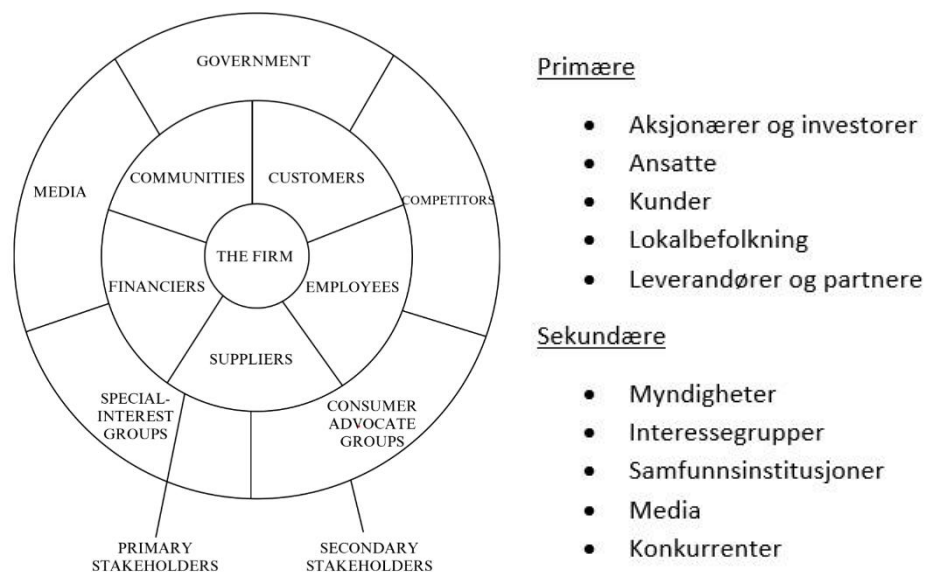 GOVERNMENT
MEDIA
COMMUNITIES
CUSTOMERS
COMPETITORS
THE FIRM
FINANCIERS
EMPLOYEES
SUPPLIERS
SPECIAL-
INTEREST
GROUPS
CONSUMER
ADVOCATE
GROUPS
PRIMARY
STAKEHOLDERS
SECONDARY
STAKEHOLDERS
Primære
• Aksjonærer og investorer
• Ansatte
• Kunder
• Lokalbefolkning
• Leverandører og partnere
Sekundære
• Myndigheter
• Interessegrupper
• Samfunnsinstitusjoner
• Media
• Konkurrenter